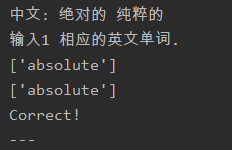 中文: 绝对的 纯粹的
输入1 相应的英文单词.
['absolute']
['absolute']
Correct!
---